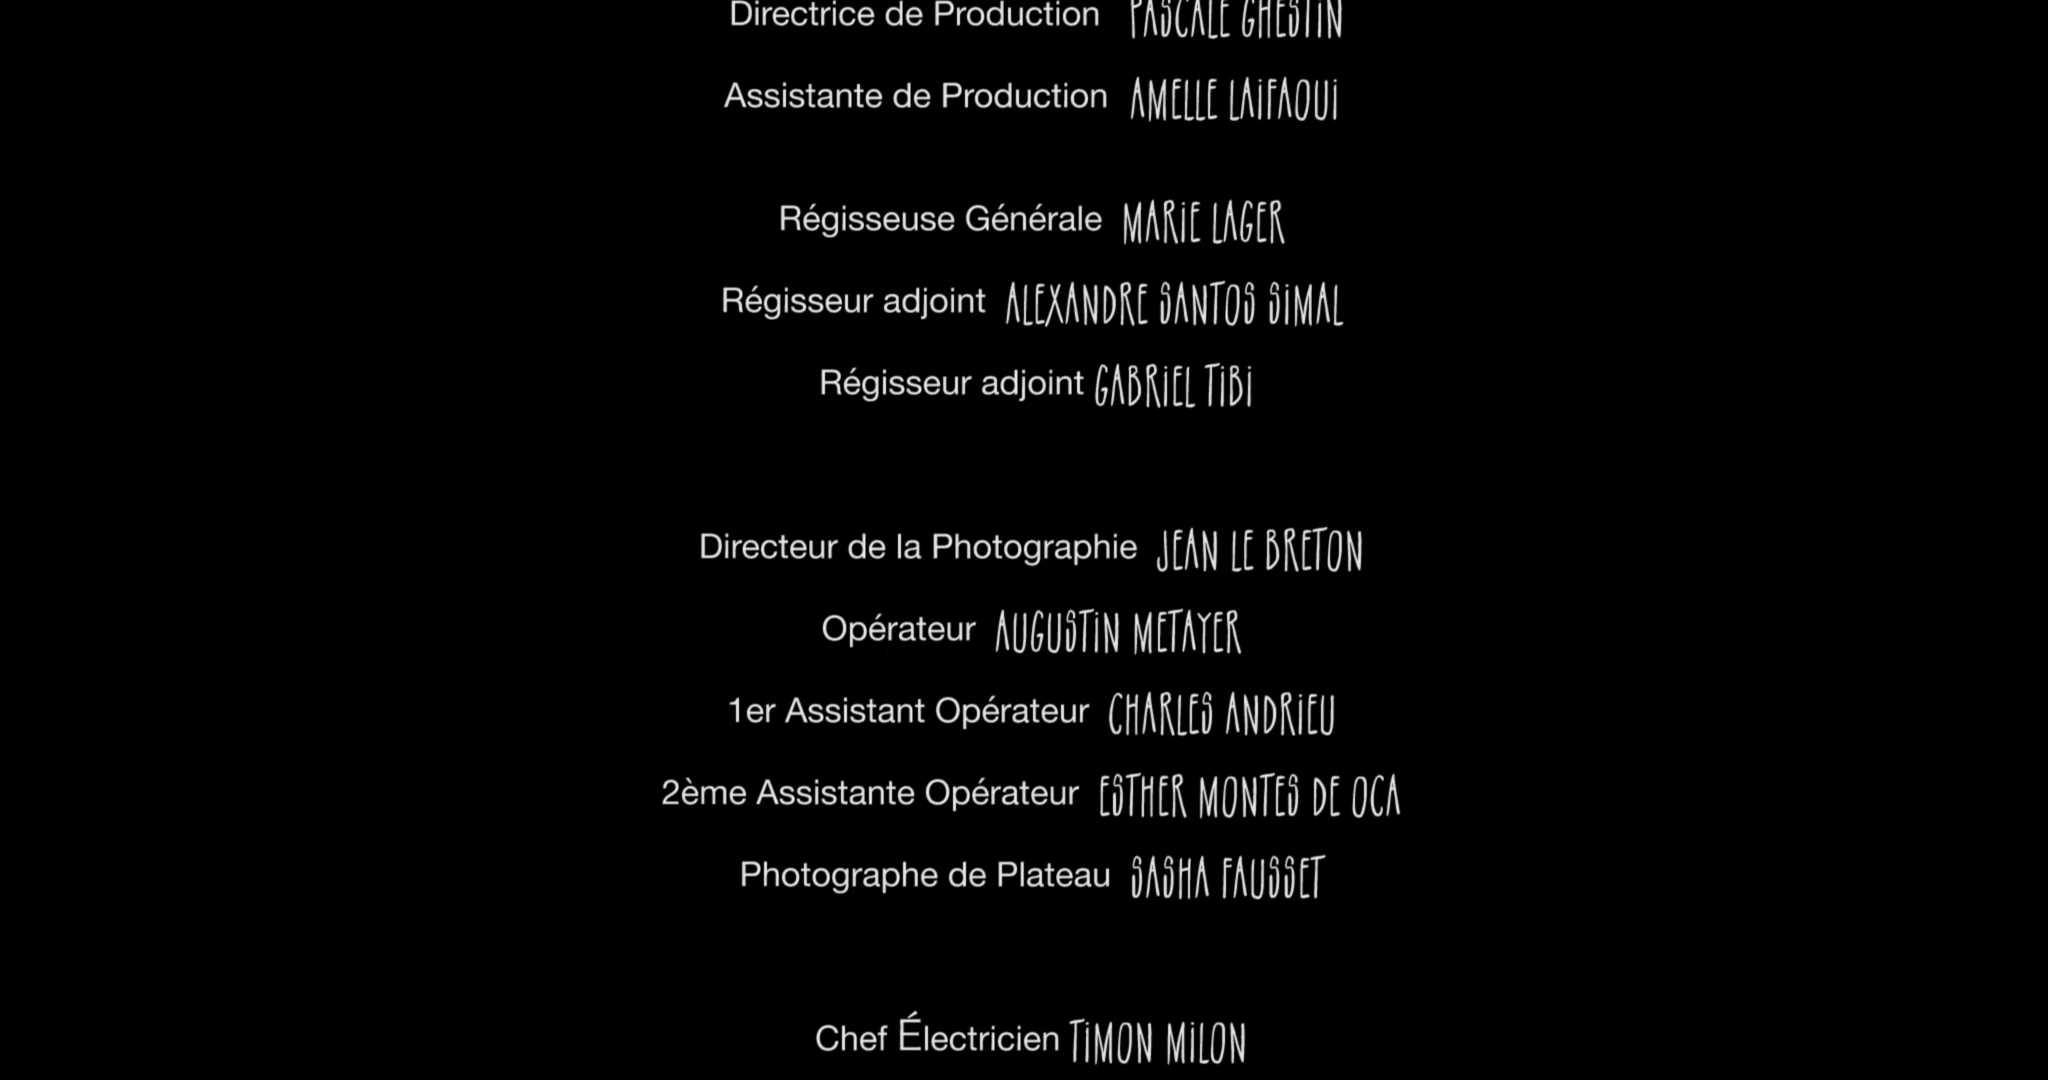 Directrice de Production PASCALE GHESTiN
Assistante de Production AMELLE LAiFAOUi
Régisseuse Générale MARiE LAGER
Régisseur adjoint ALEXANDRE SANTOS SiMAL
Régisseur adjoint GABRiEL TiBi
Directeur de la Photographie JEAN LE BRETON
Opérateur AUGUSTiN METAYER
1er Assistant Opérateur CHARLES ANDRiEU
2ème Assistante Opérateur ESTHER MONTES DE OCA
Photographe de Plateau SASHA FAUSSET
Chef Électricien TiMON MiLON